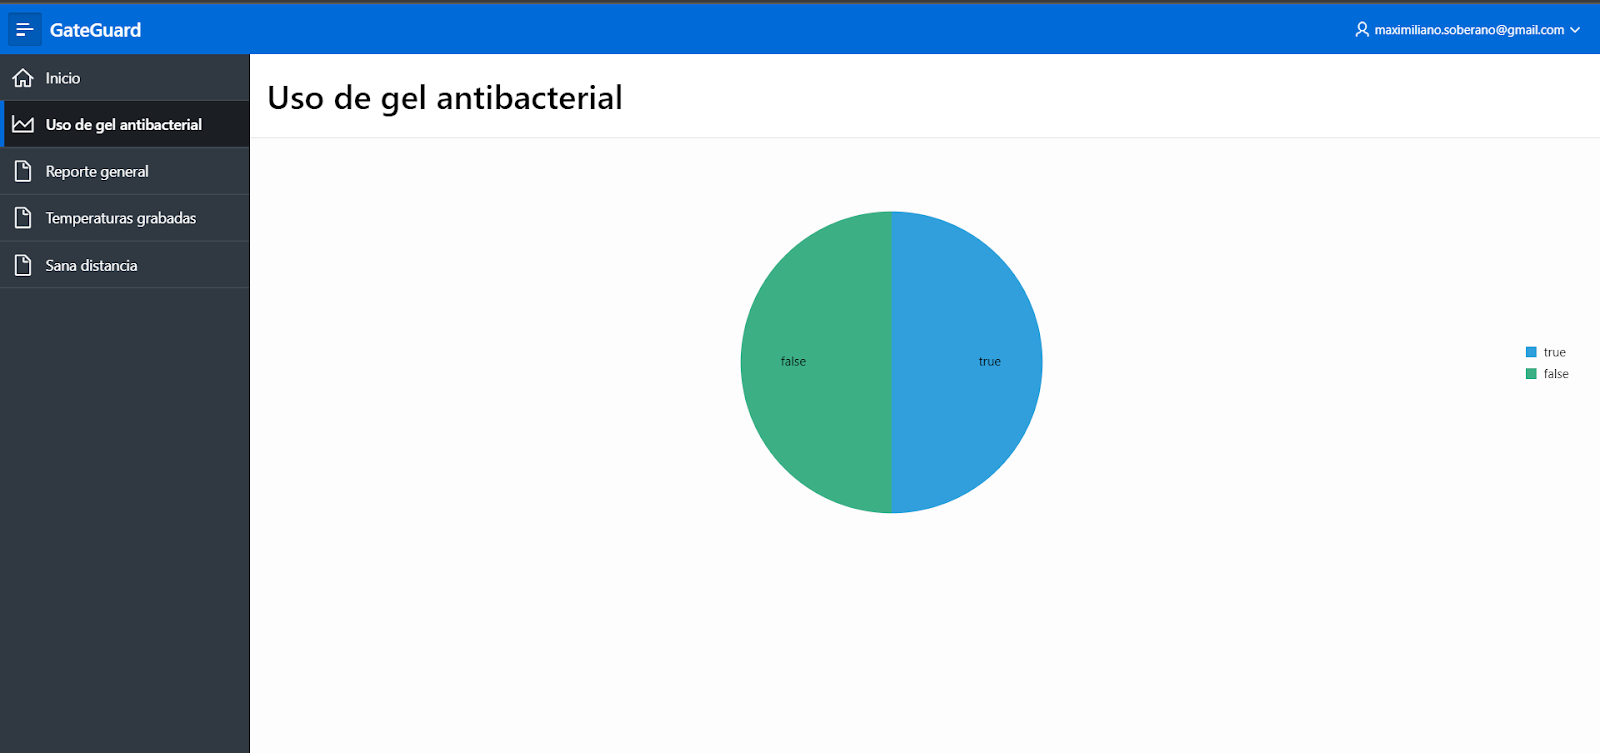 GateGuard
maximiliano.soberano@gmail.com
Inicio
Uso de gel antibacterial
Reporte general
Temperaturas grabadas
Sana distancia
Uso de gel antibacterial
false
true
true
false